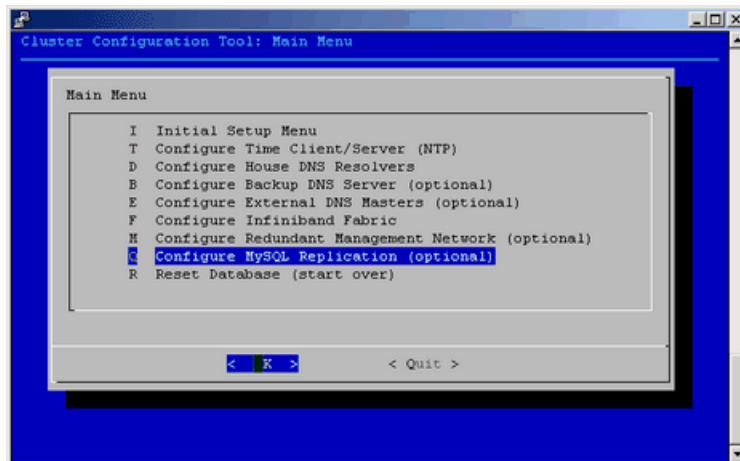 Cluster Configuration Tool: Main Menu
Main Menu
I Initial Setup Menu
T Configure Time Client/Server (NTP)
D Configure House DNS Resolvers
B Configure Backup DNS Server (optional)
E Configure External DNS Masters (optional)
F Configure Infiniband Fabric
M Configure Redundant Management Network (optional)
Q Configure MySQL Replication (optional)
R Reset Database (start over)
< K > < Quit >